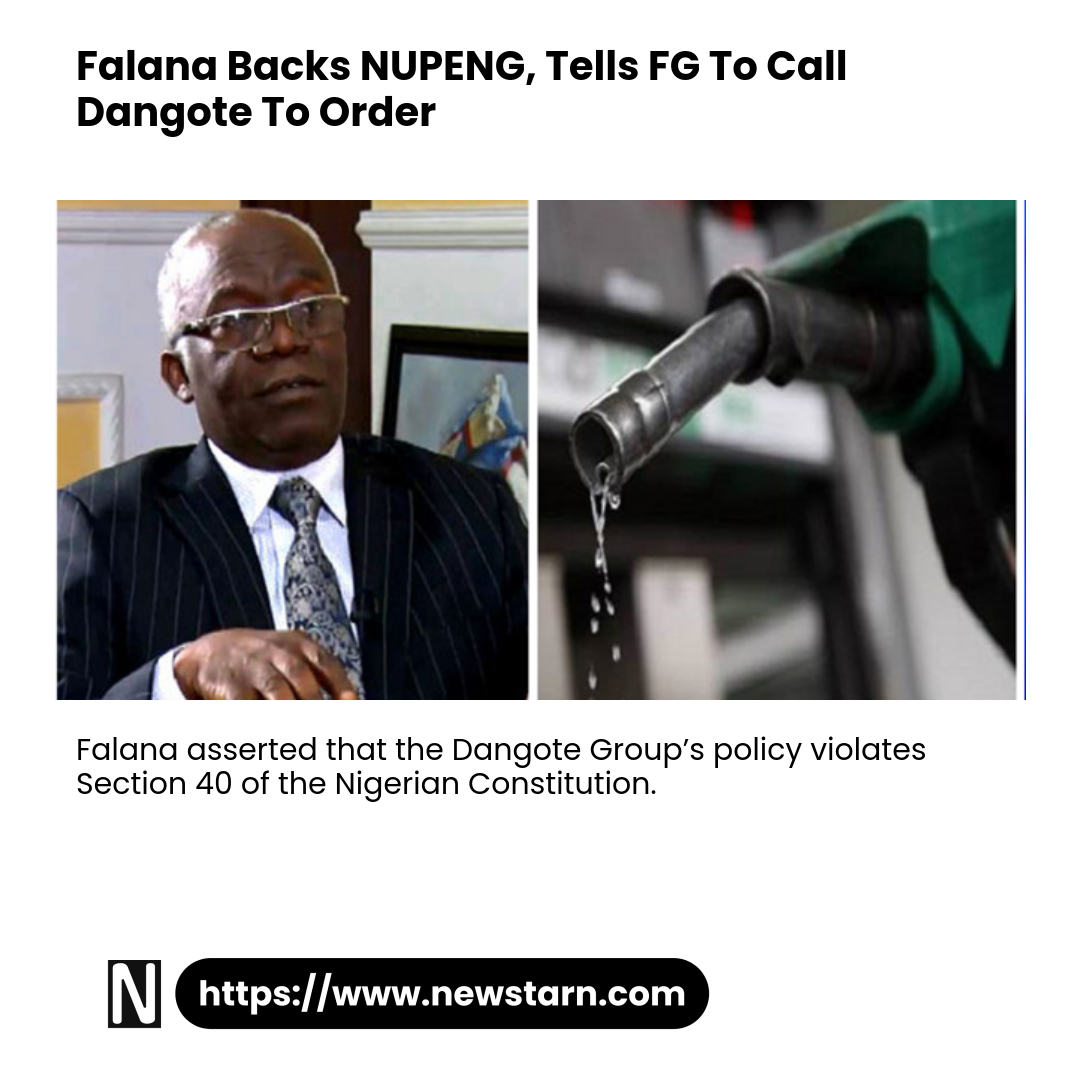 Falana Backs NUPENG, Tells FG To Call
Dangote To Order
Falana asserted that the Dangote Group’s policy violates
Section 40 of the Nigerian Constitution.
N
https://www.newstarn.com